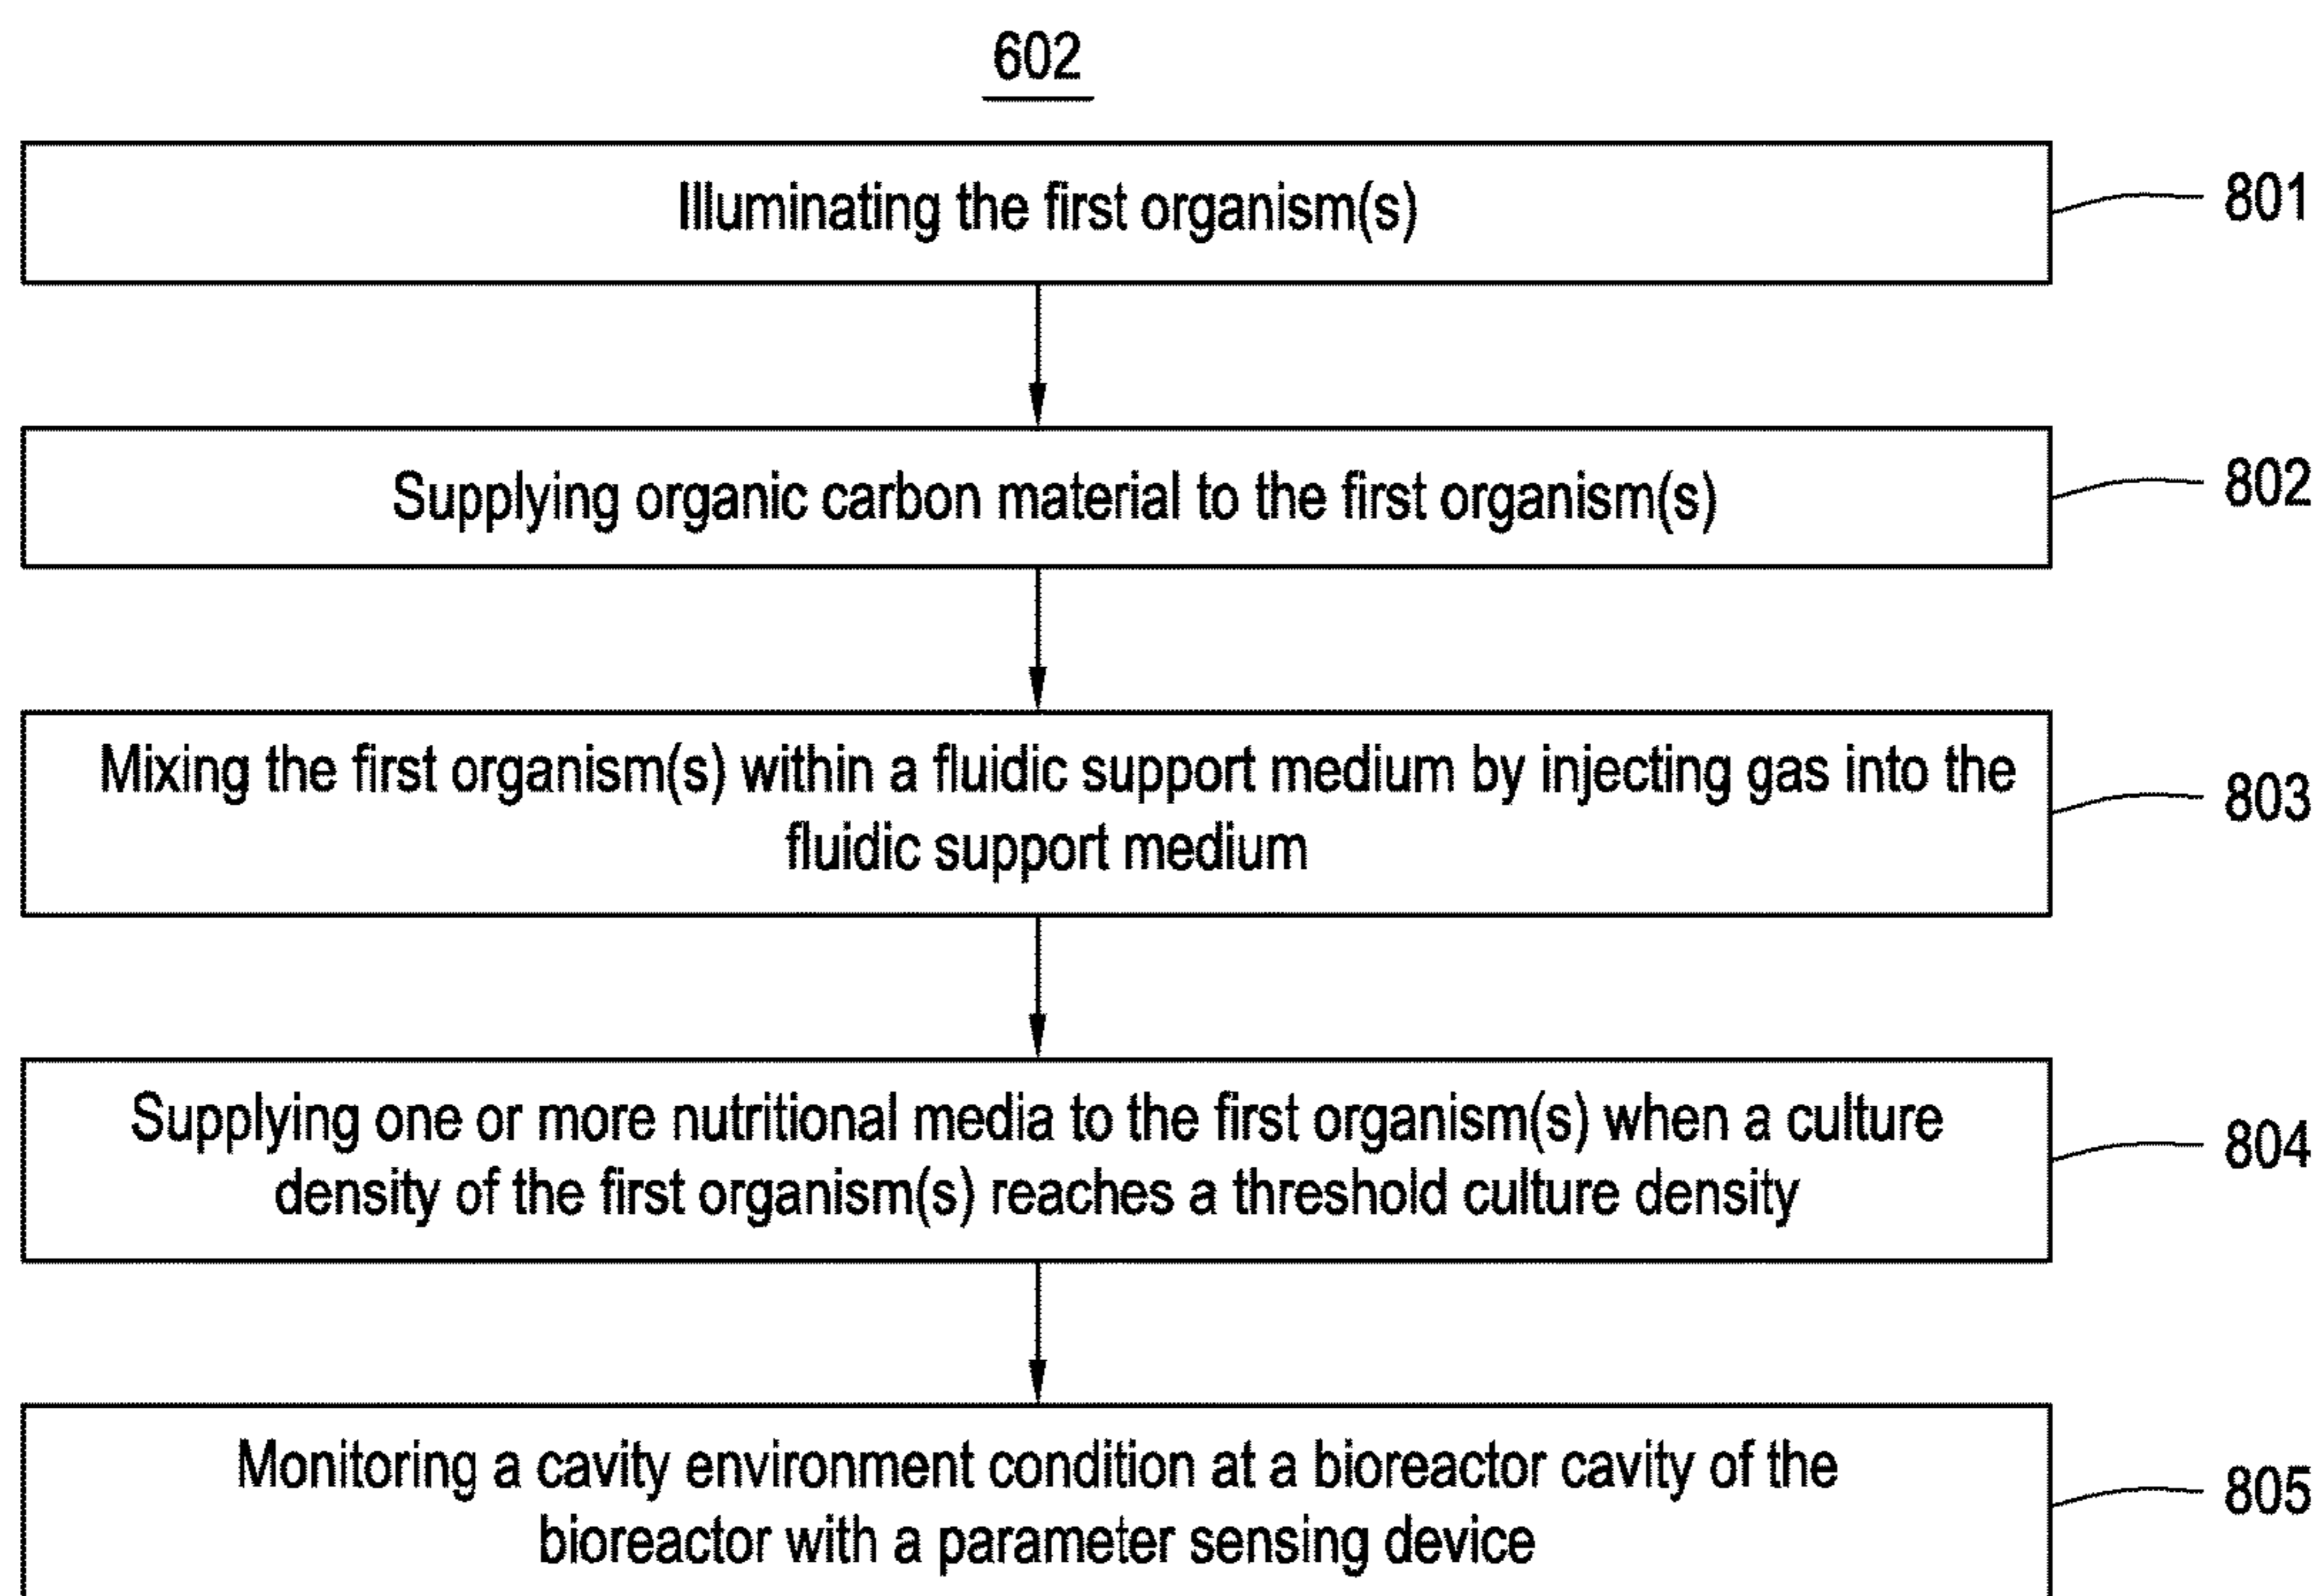 602
Illuminating the first organism(s)
801
Supplying organic carbon material to the first organism(s)
802
Mixing the first organism(s) within a fluidic support medium by injecting gas into the
fluidic support medium
803
Supplying one or more nutritional media to the first organism(s) when a culture
density of the first organism(s) reaches a threshold culture density
804
Monitoring a cavity environment condition at a bioreactor cavity of the
bioreactor with a parameter sensing device
805